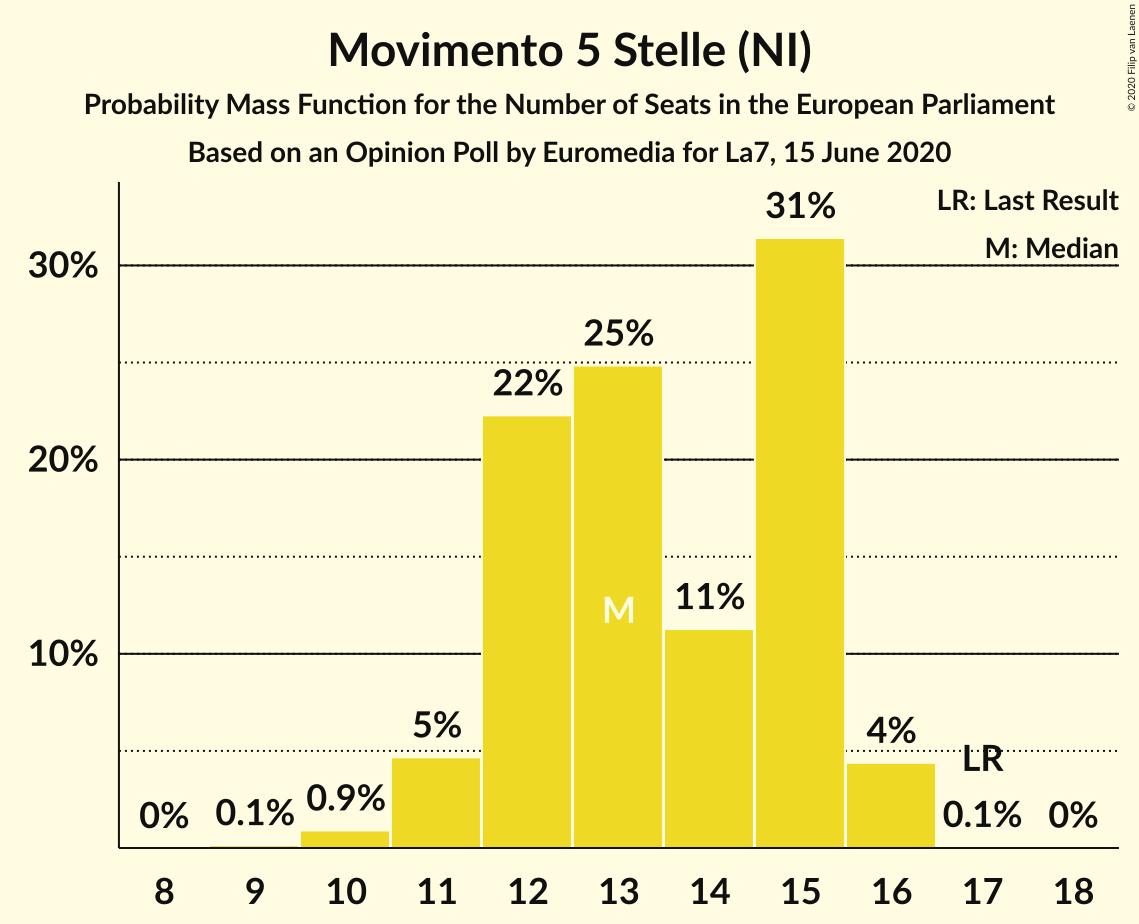 Movimento 5 Stelle (NI)
Probability Mass Function for the Number of Seats in the European Parliament
Based on an Opinion Poll by Euromedia for La7, 15 June 2020
© 2020 Filip van Laenen
LR: Last Result
M: Median
30%
20%
10%
0%
0.1%
0.9%
5%
22%
25%
M
11%
31%
4%
LR
0.1%
0%
8 9 10 11 12 13 14 15 16 17 18